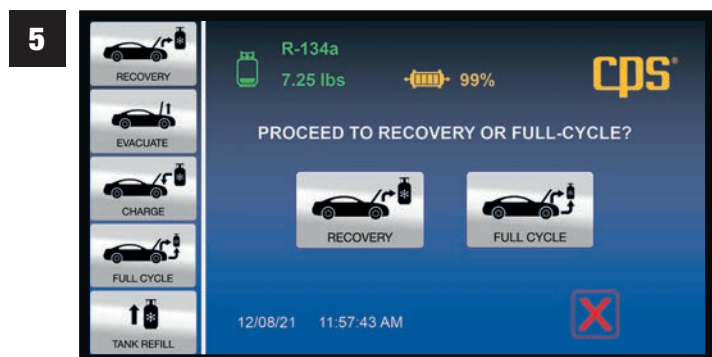 5
RECOVERY
EVACUATE
CHARGE
FULL CYCLE
TANK REFILL
R-134a
7.25 lbs
99%
CPS®
PROCEED TO RECOVERY OR FULL-CYCLE?
RECOVERY
FULL CYCLE
12/08/21 11:57:43 AM